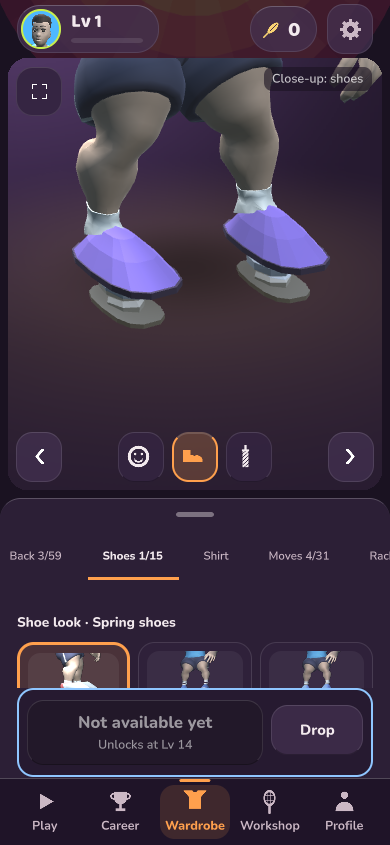 Lv 1
0
Close-up: shoes
Back 3/59
Shoes 1/15
Shirt
Moves 4/31
Shoe look · Spring shoes
Not available yet
Unlocks at Lv 14
Drop
Play
Career
Wardrobe
Workshop
Profile